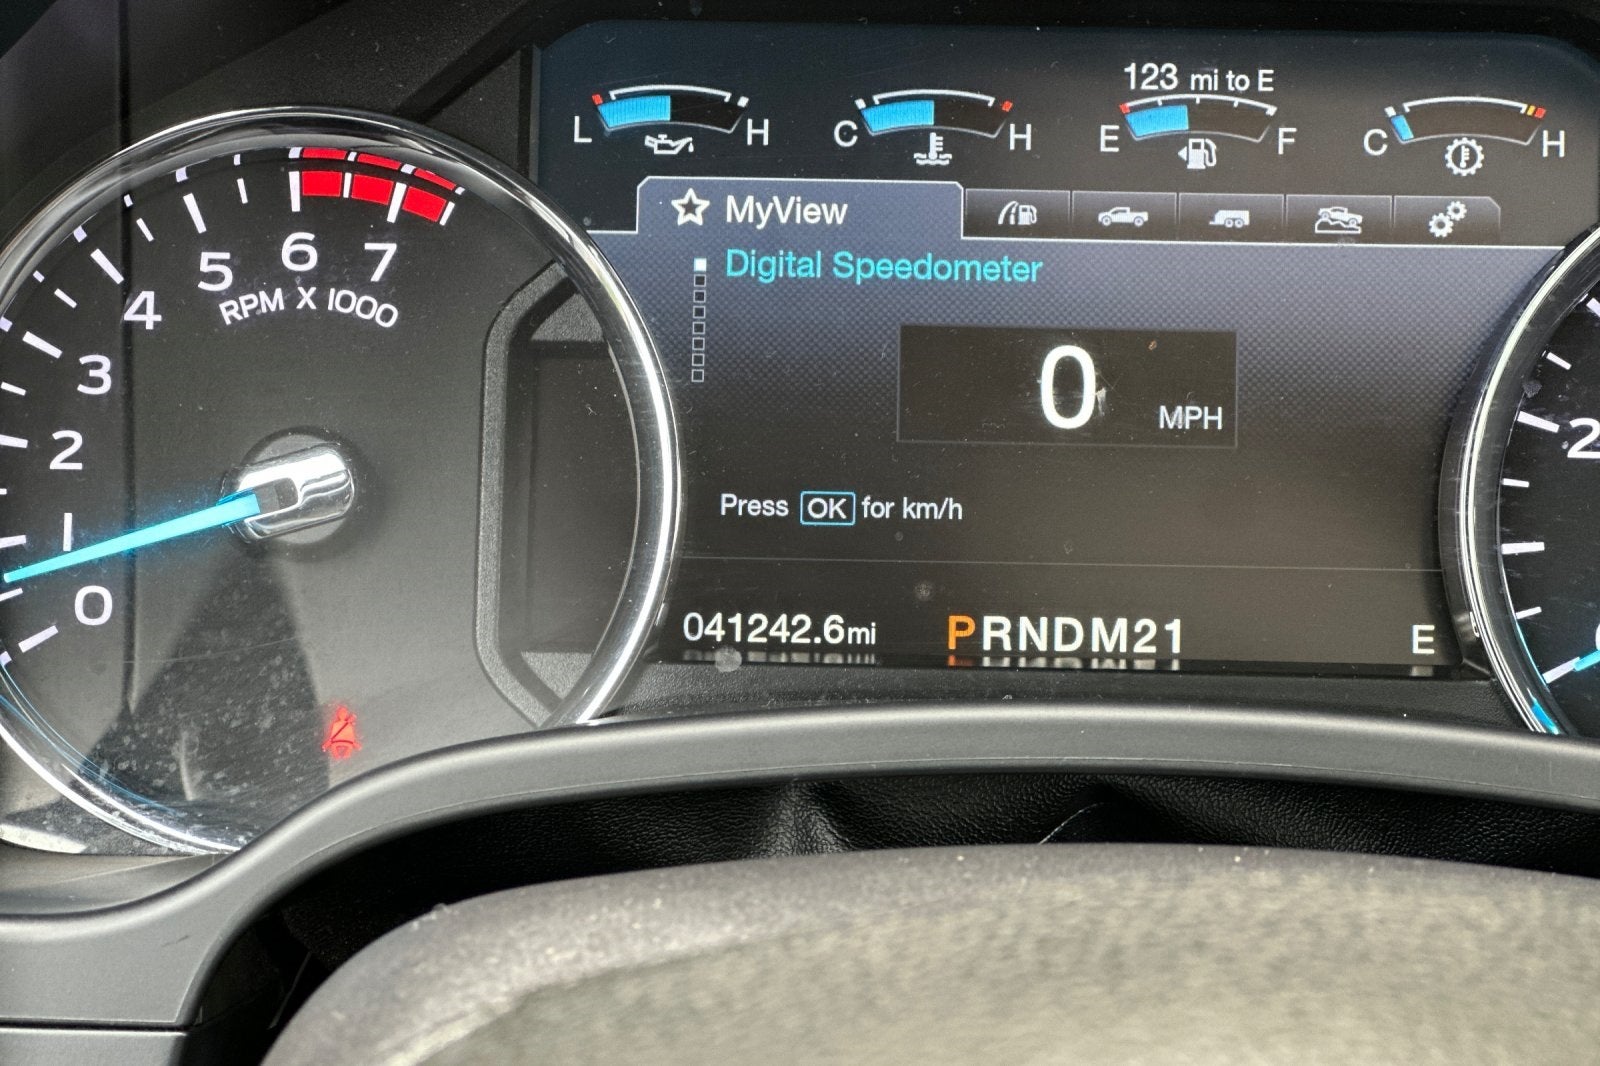 123 mi to E
L H
C H
E F
C H
MyView
Digital Speedometer
0 MPH
Press OK for km/h
041242.6mi
PRNDM21
E
0
1
2
3
4
5
6
7
RPM X 1000
2